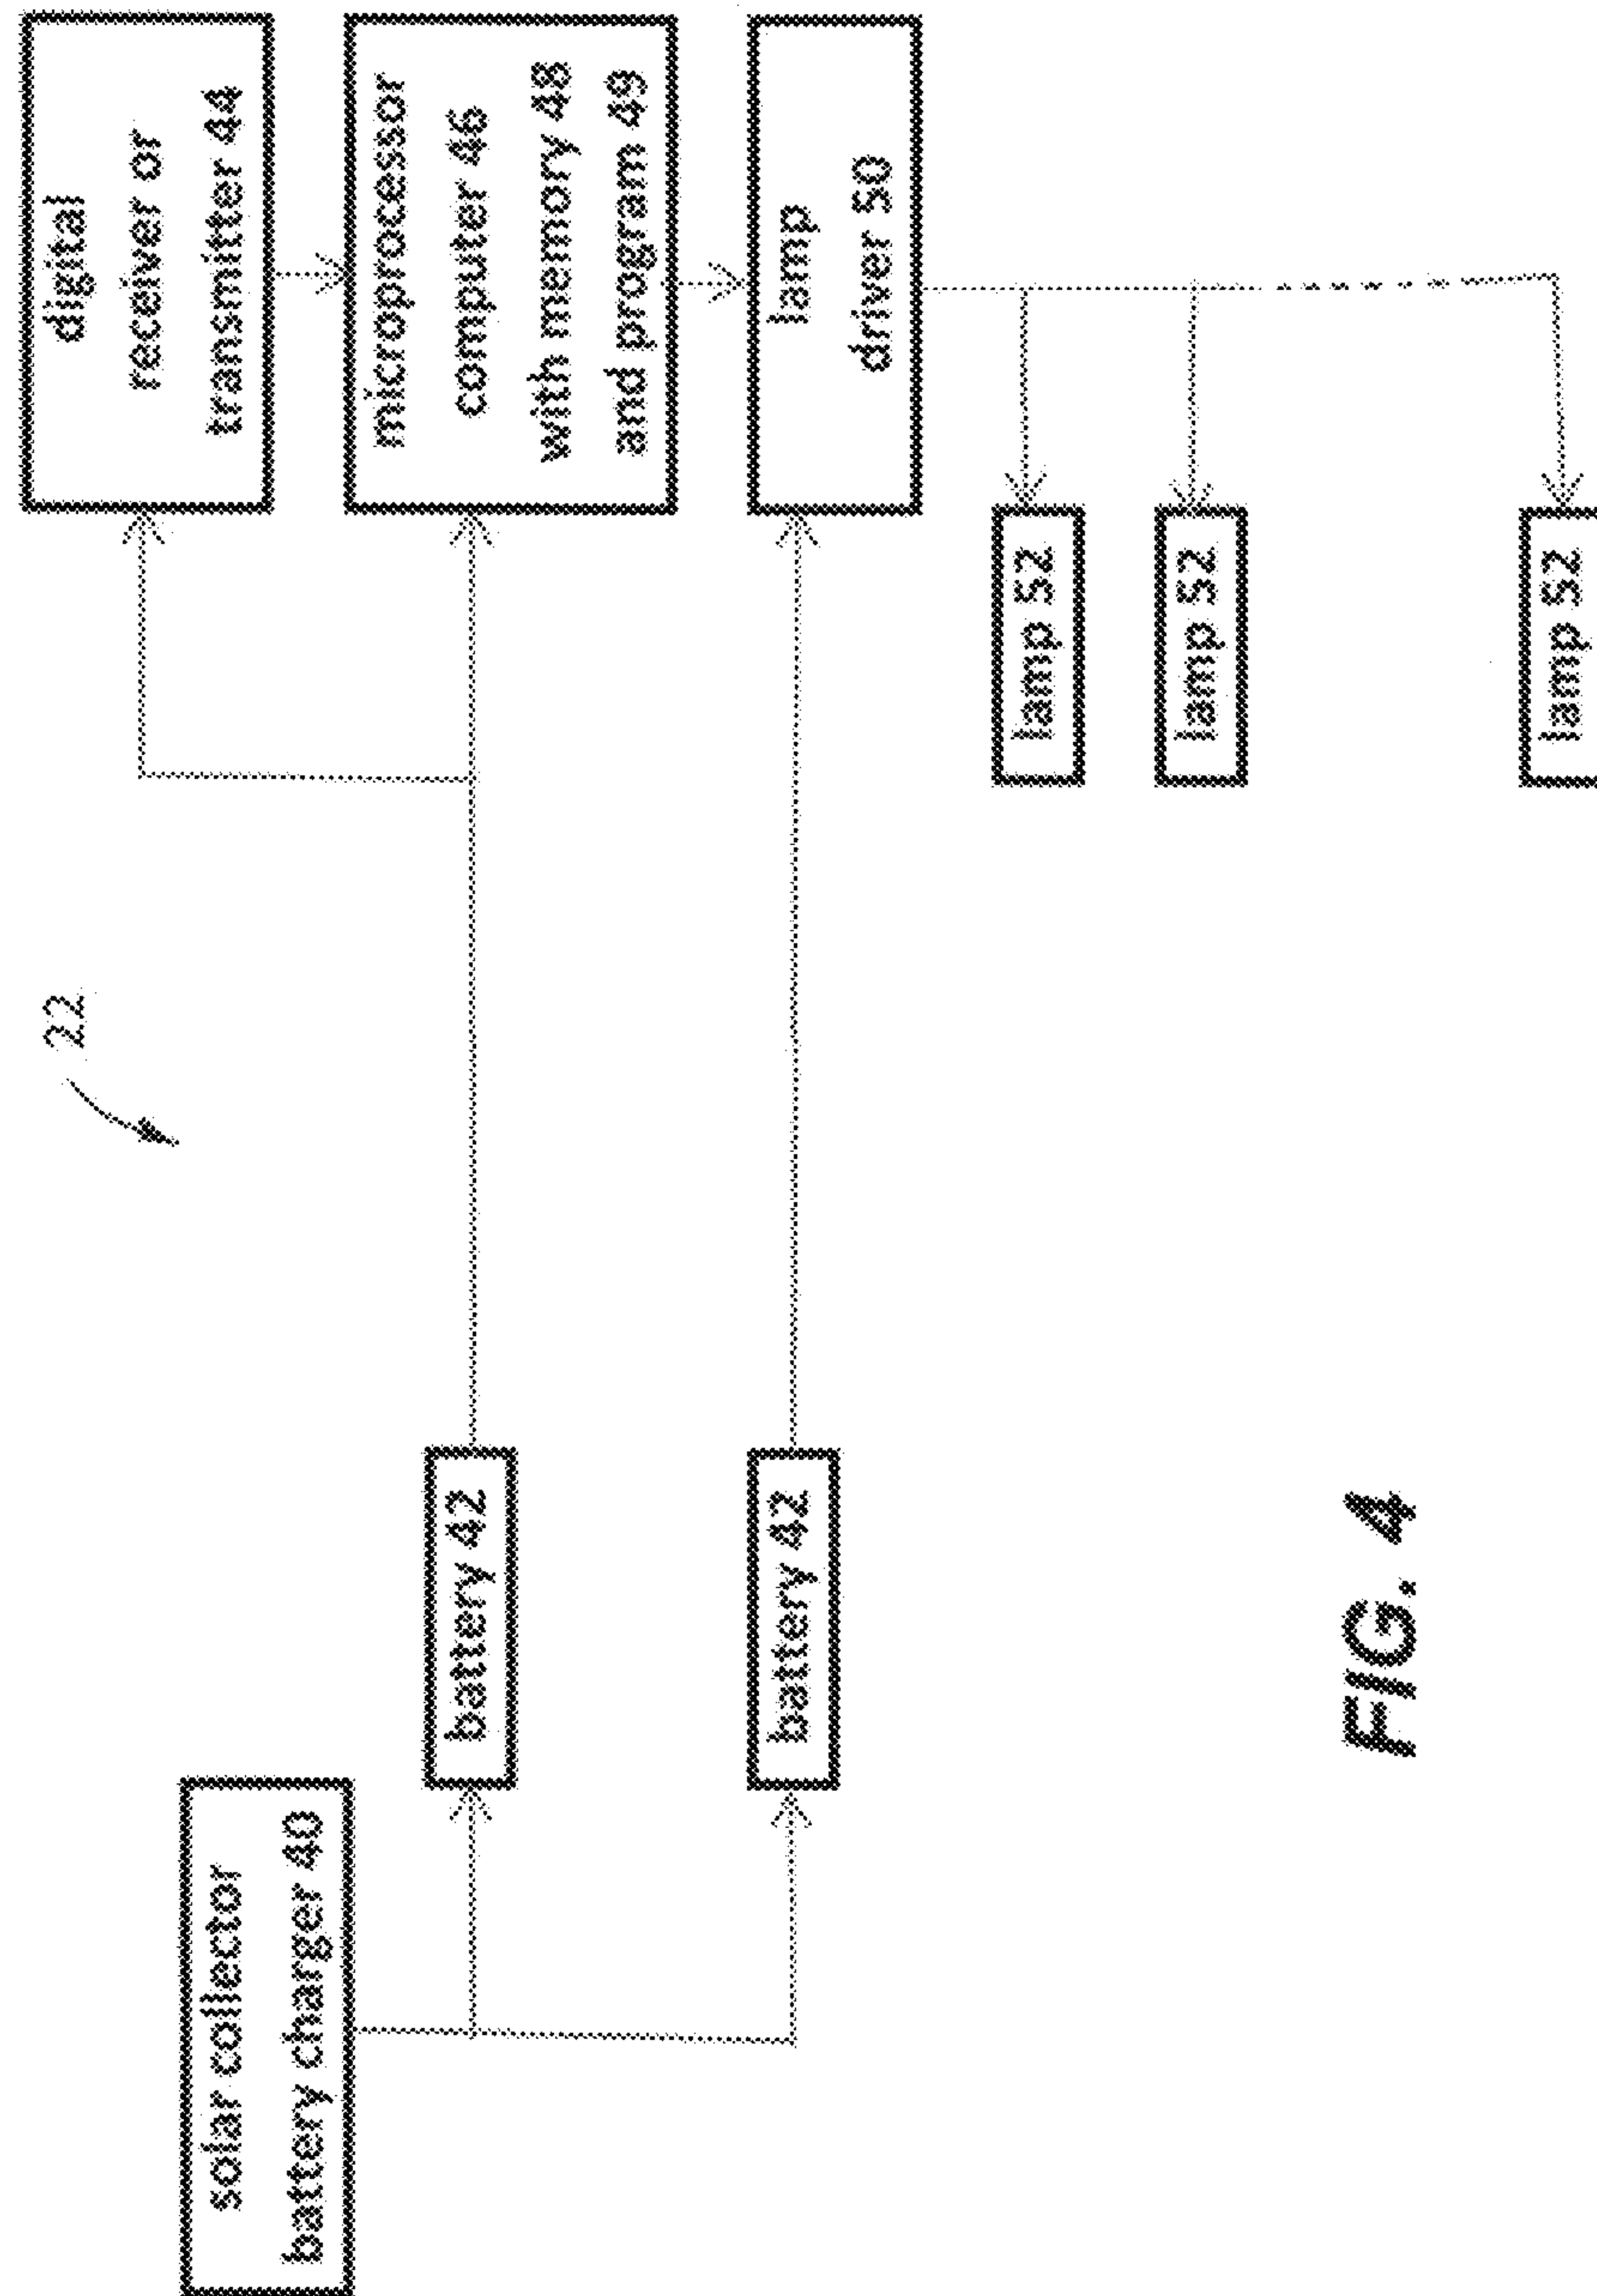 22
solar collector
battery charger 40
battery 42
battery 42
digital
receiver or
transmitter 44
microprocessor
computer 46
with memory 48
and program 49
lamp
driver 50
lamp 52
lamp 52
lamp 52
FIG. 4